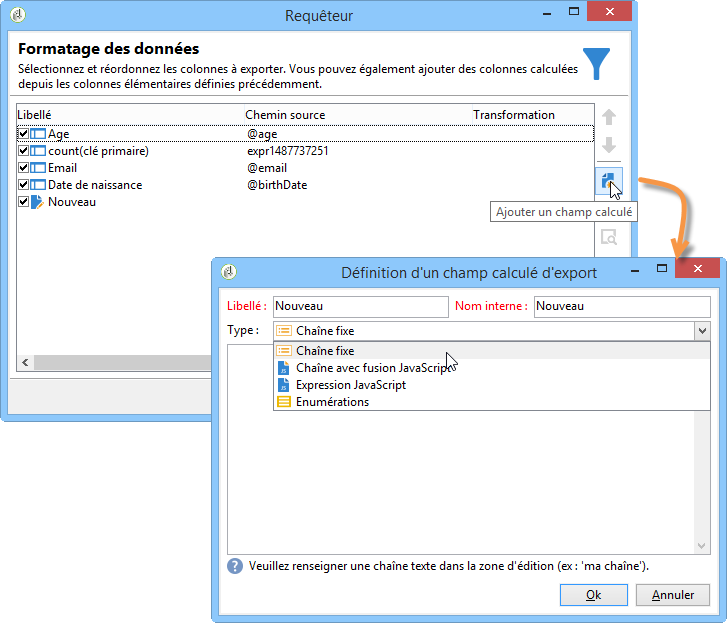 Requêteur
Formatage des données
Sélectionnez et réordonnez les colonnes à exporter. Vous pouvez également ajouter des colonnes calculées
depuis les colonnes élémentaires définies précédemment.
Libellé Chemin source Transformation
Age @age
count(clé primaire) expr1487737251
Email @email
Date de naissance @birthDate
Nouveau
Ajouter un champ calculé
Définition d'un champ calculé d'export
Libellé : Nouveau Nom interne : Nouveau
Type : Chaîne fixe
Chaîne fixe
Chaîne avec fusion JavaScript
Expression JavaScript
Enumérations
Veuillez renseigner une chaîne texte dans la zone d'édition (ex : 'ma chaîne').
Ok Annuler